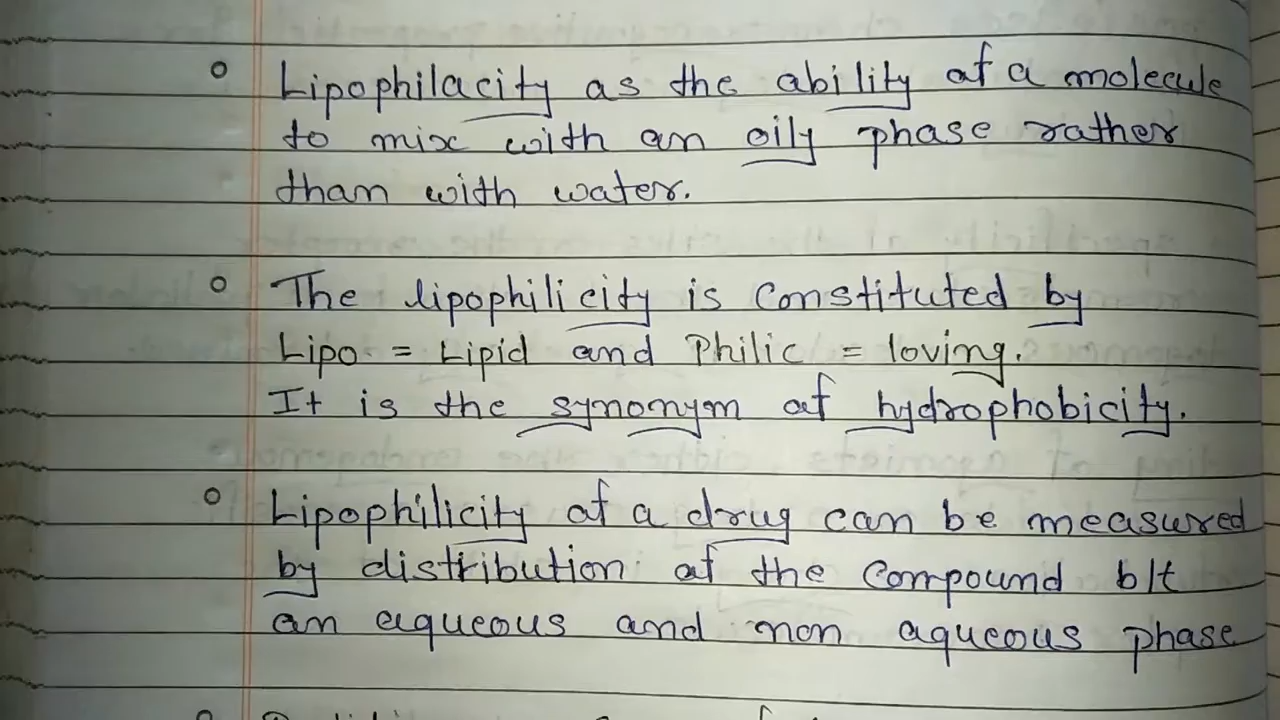 Lipophilacity as the ability of a molecule
to mix with an oily phase rather
than with water.
The lipophilicity is constituted by
Lipo = Lipid and Philic = loving.
It is the synonym of hydrophobicity.
Lipophilicity of a drug can be measured
by distribution of the compound b/t
an aqueous and non aqueous phase